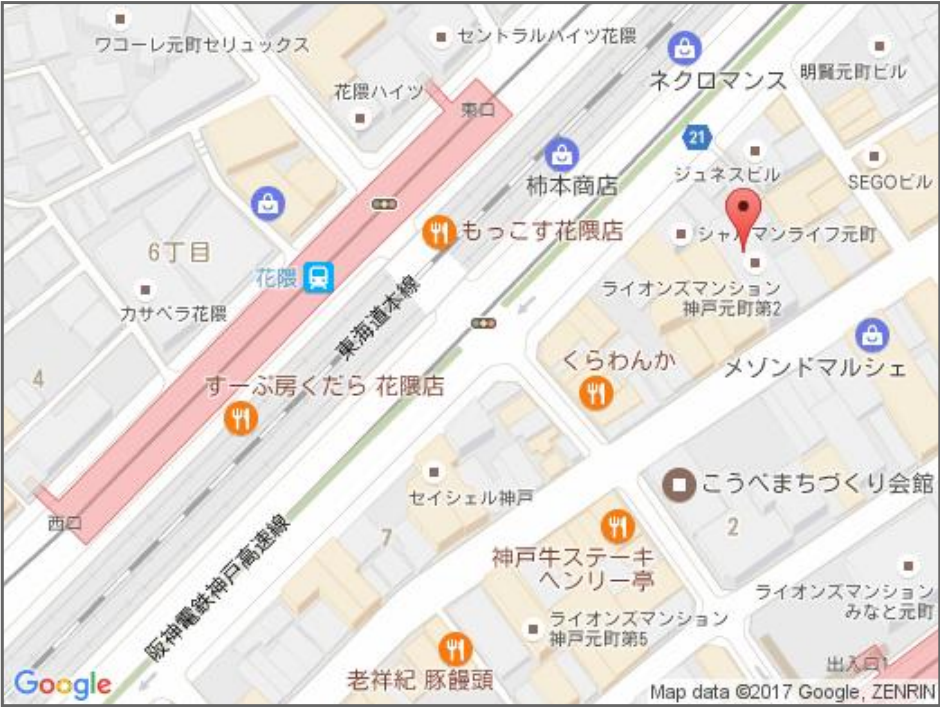 ワコーレ元町セリュックス
セントラルハイツ花隈
ネクロマンス
明賢元町ビル
花隈ハイツ
東口
21
柿本商店
ジュネスビル
SEGOビル
もっこす花隈店
シャルマンライフ元町
6丁目
花隈
カサベラ花隈
東海道本線
ライオンズマンション
神戸元町第2
くらわんか
メゾンドマルシェ
4
すーぷ房くだら 花隈店
セイシェル神戸
こうべまちづくり会館
西口
7
2
神戸牛ステーキ
ヘンリー亭
阪神電鉄神戸高速線
ライオンズマンション
みなと元町
ライオンズマンション
神戸元町第5
老祥紀 豚饅頭
出入口1
Google
Map data ©2017 Google, ZENRIN